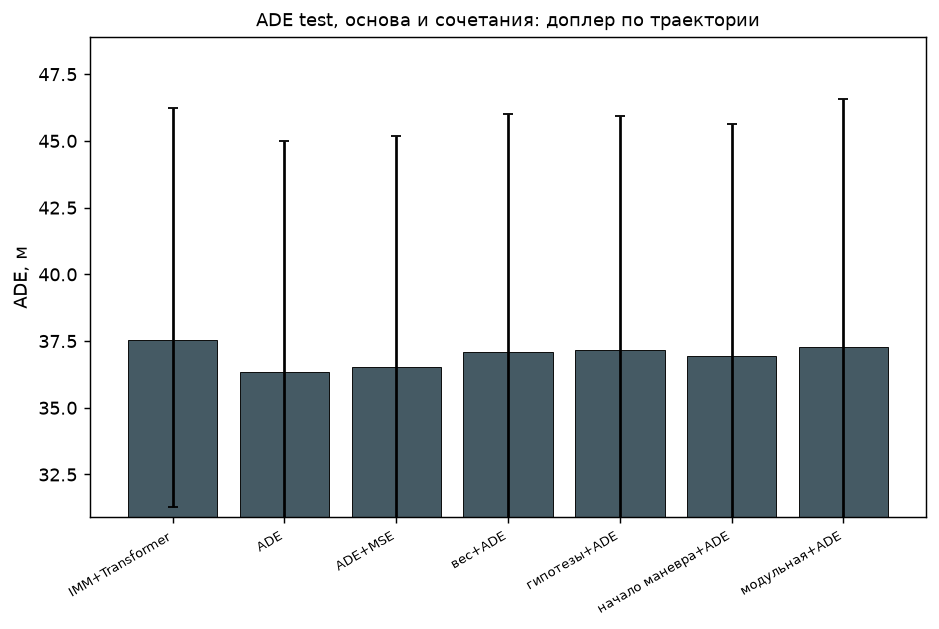 ADE test, основа и сочетания: доплер по траектории
ADE, м
47.5
45.0
42.5
40.0
37.5
35.0
32.5
IMM+Transformer
ADE
ADE+MSE
вес+ADE
гипотезы+ADE
начало маневра+ADE
модульная+ADE